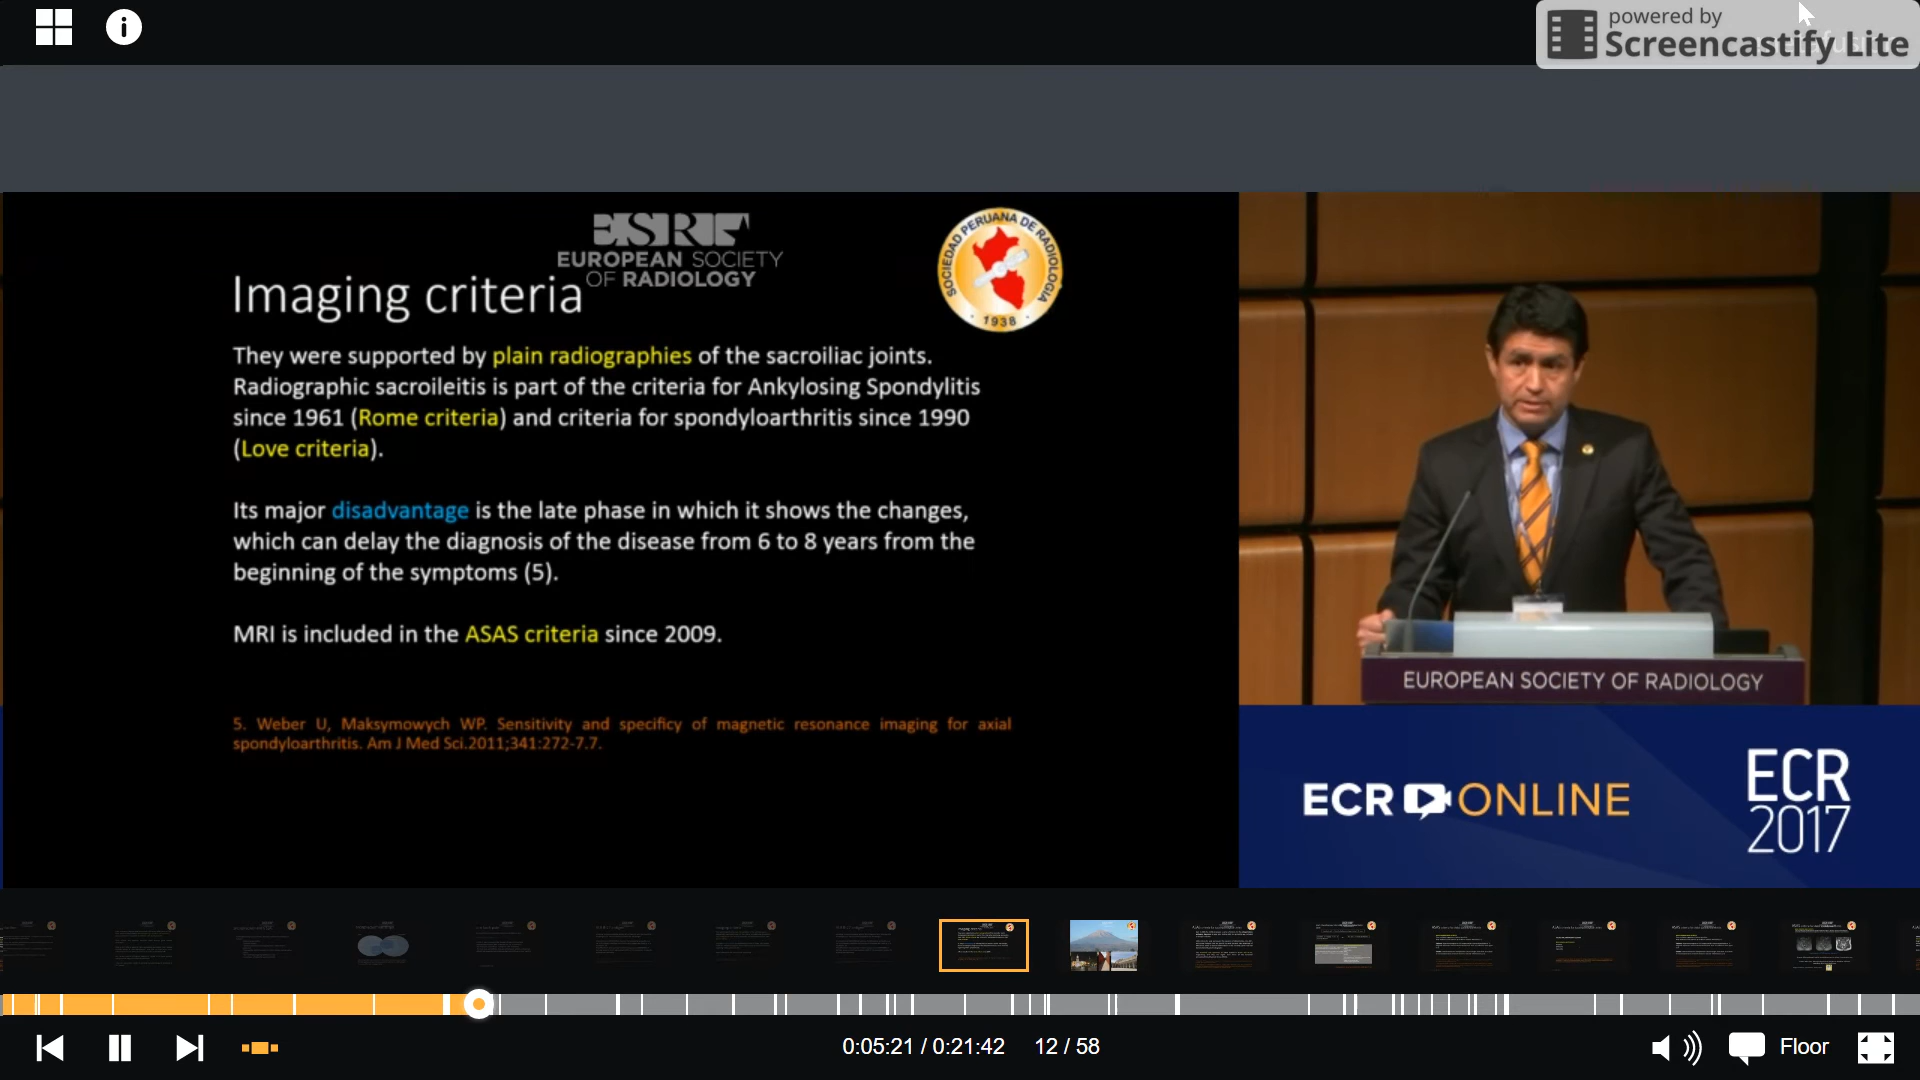 powered by
Screencastify Lite
ESR
EUROPEAN SOCIETY
OF RADIOLOGY
SOCIEDAD PERUANA DE RADIOLOGIA
· 1938 ·
Imaging criteria
They were supported by plain radiographies of the sacroiliac joints.
Radiographic sacroileitis is part of the criteria for Ankylosing Spondylitis
since 1961 (Rome criteria) and criteria for spondyloarthritis since 1990
(Love criteria).
Its major disadvantage is the late phase in which it shows the changes,
which can delay the diagnosis of the disease from 6 to 8 years from the
beginning of the symptoms (5).
MRI is included in the ASAS criteria since 2009.
5. Weber U, Maksymowych WP. Sensitivity and specificy of magnetic resonance imaging for axial
spondyloarthritis. Am J Med Sci.2011;341:272-7.7.
EUROPEAN SOCIETY OF RADIOLOGY
ECR ONLINE
ECR
2017
0:05:21 / 0:21:42 12 / 58
Floor